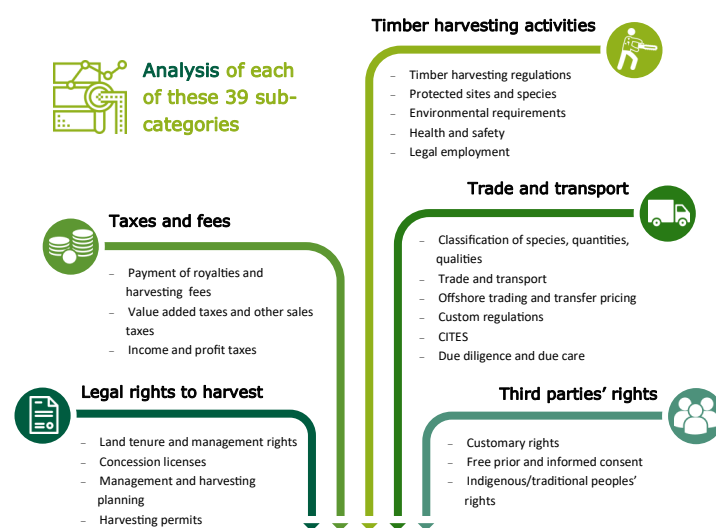 Analysis of each
of these 39 sub-
categories
Timber harvesting activities
– Timber harvesting regulations
– Protected sites and species
– Environmental requirements
– Health and safety
– Legal employment
Trade and transport
– Classification of species, quantities,
qualities
– Trade and transport
– Offshore trading and transfer pricing
– Custom regulations
– CITES
– Due diligence and due care
Taxes and fees
– Payment of royalties and
harvesting fees
– Value added taxes and other sales
taxes
– Income and profit taxes
Legal rights to harvest
– Land tenure and management rights
– Concession licenses
– Management and harvesting
planning
– Harvesting permits
Third parties’ rights
– Customary rights
– Free prior and informed consent
– Indigenous/traditional peoples’
rights